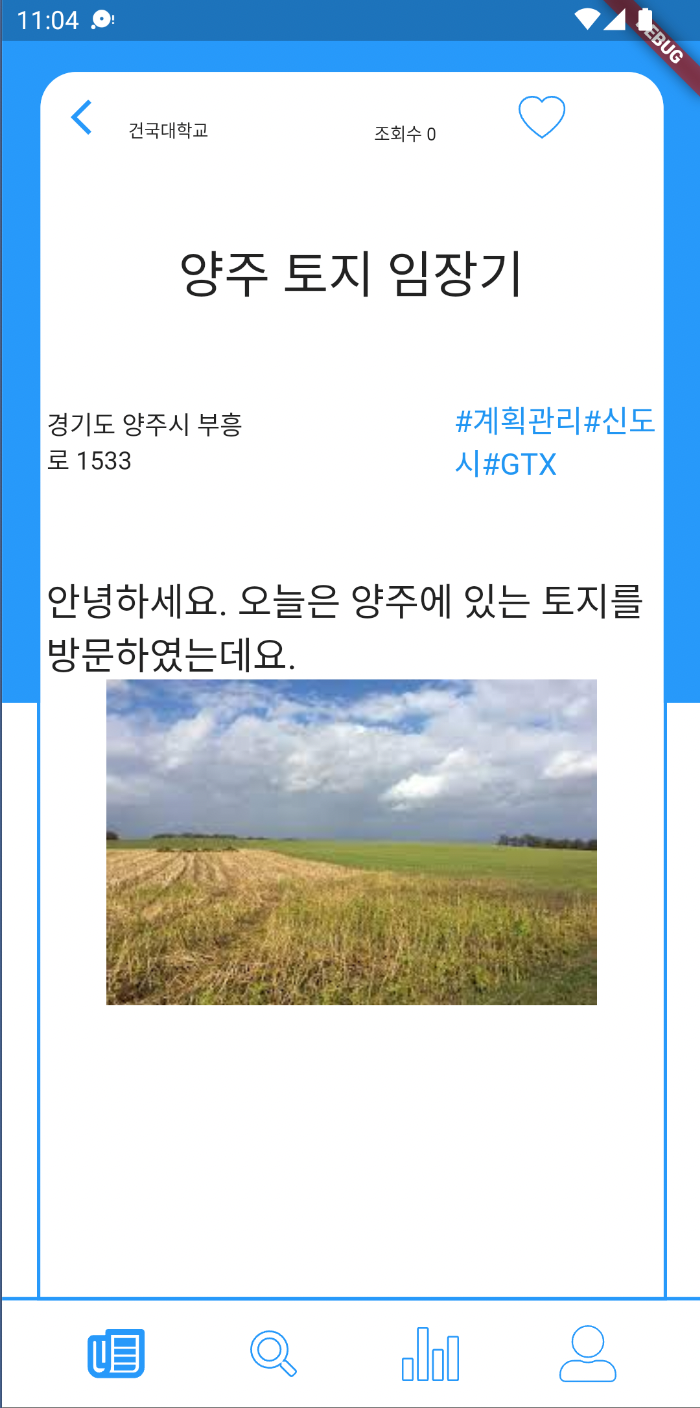 11:04
DEBUG
건국대학교
조회수 0
양주 토지 임장기
경기도 양주시 부흥
로 1533
#계획관리#신도
시#GTX
안녕하세요. 오늘은 양주에 있는 토지를
방문하였는데요.